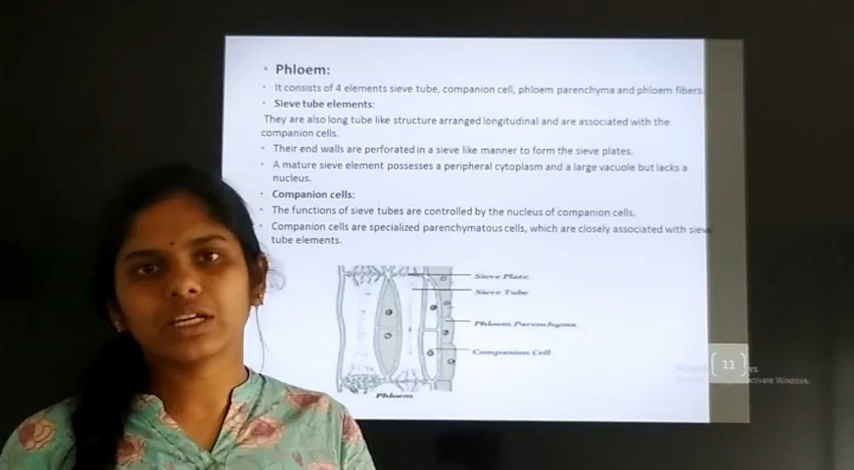 Phloem:
It consists of 4 elements sieve tube, companion cell, phloem parenchyma and phloem fibers.
Sieve tube elements:
They are also long tube like structure arranged longitudinal and are associated with the
companion cells.
Their end walls are perforated in a sieve like manner to form the sieve plates.
A mature sieve element possesses a peripheral cytoplasm and a large vacuole but lacks a
nucleus.
Companion cells:
The functions of sieve tubes are controlled by the nucleus of companion cells.
Companion cells are specialized parenchymatous cells, which are closely associated with sieve
tube elements.
Sieve Plate
Sieve Tube
Phloem Parenchyma
Companion Cell
11
activate Windows.
Phloem